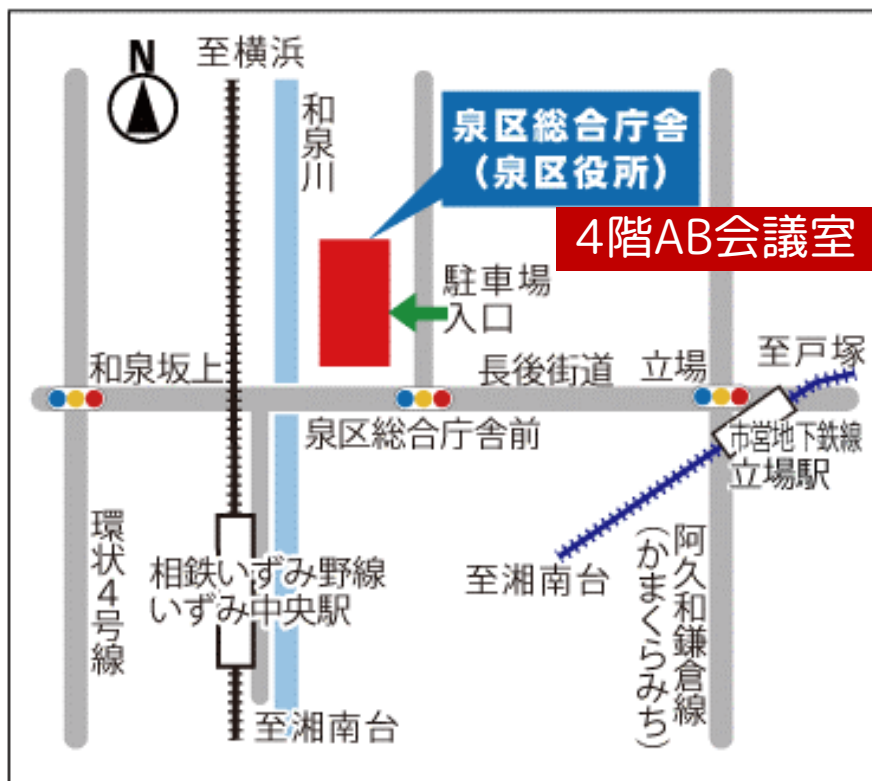 N
至横浜
和泉川
泉区総合庁舎
(泉区役所)
4階AB会議室
駐車場
入口
和泉坂上
長後街道
立場
至戸塚
泉区総合庁舎前
市営地下鉄線
立場駅
環状4号線
相鉄いずみ野線
いずみ中央駅
至湘南台
阿久和鎌倉線
(かまくらみち)
至湘南台